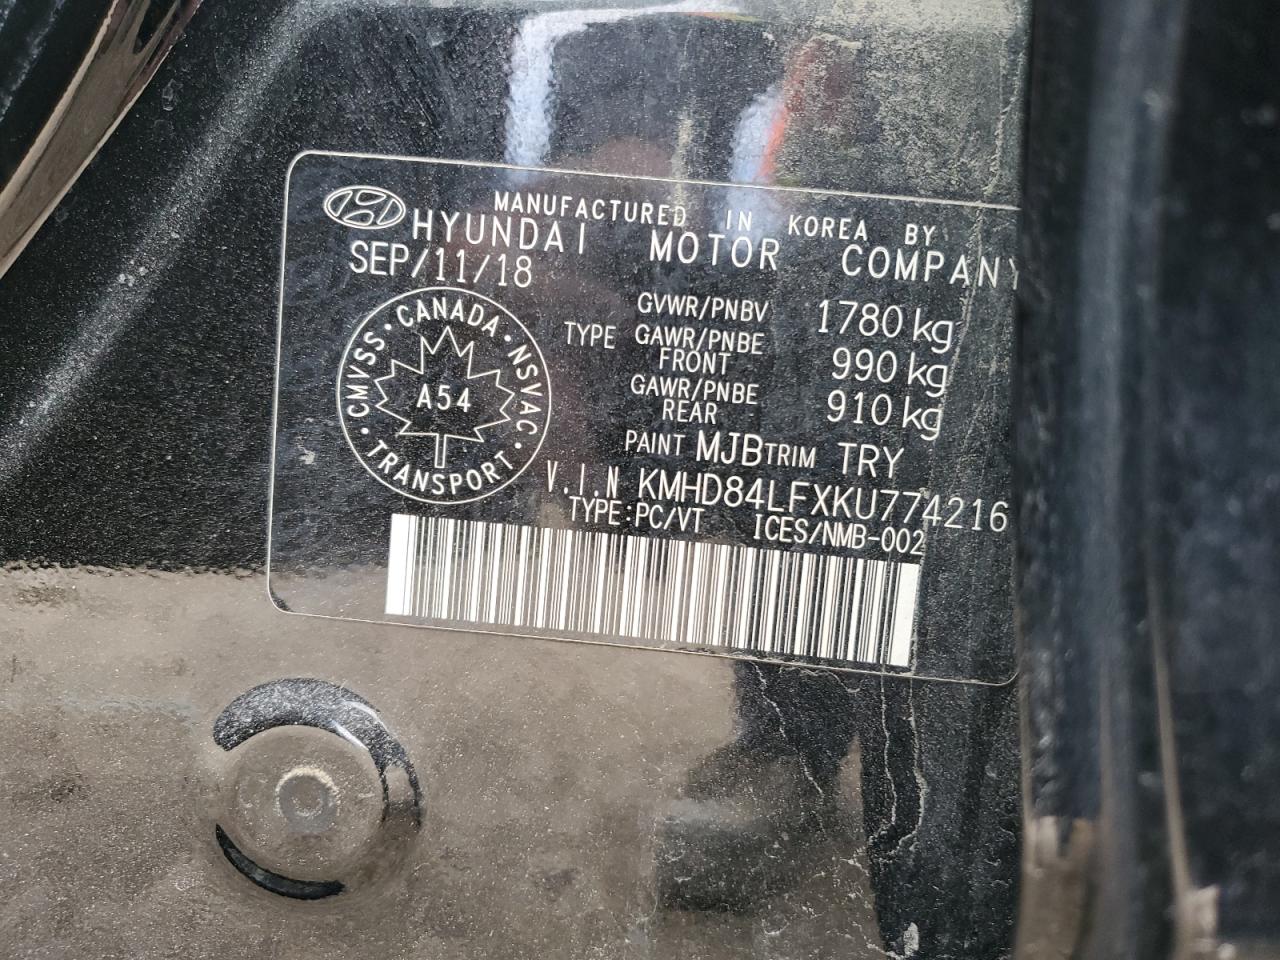 MANUFACTURED IN KOREA BY
HYUNDAI MOTOR COMPANY
SEP/11/18
GVWR/PNBV 1780 kg
TYPE GAWR/PNBE FRONT 990 kg
GAWR/PNBE REAR 910 kg
CMVSS · CANADA · NSVAC · TRANSPORT ·
A54
PAINT MJB TRIM TRY
V.I.N KMHD84LFXKU774216
TYPE:PC/VT ICES/NMB-002